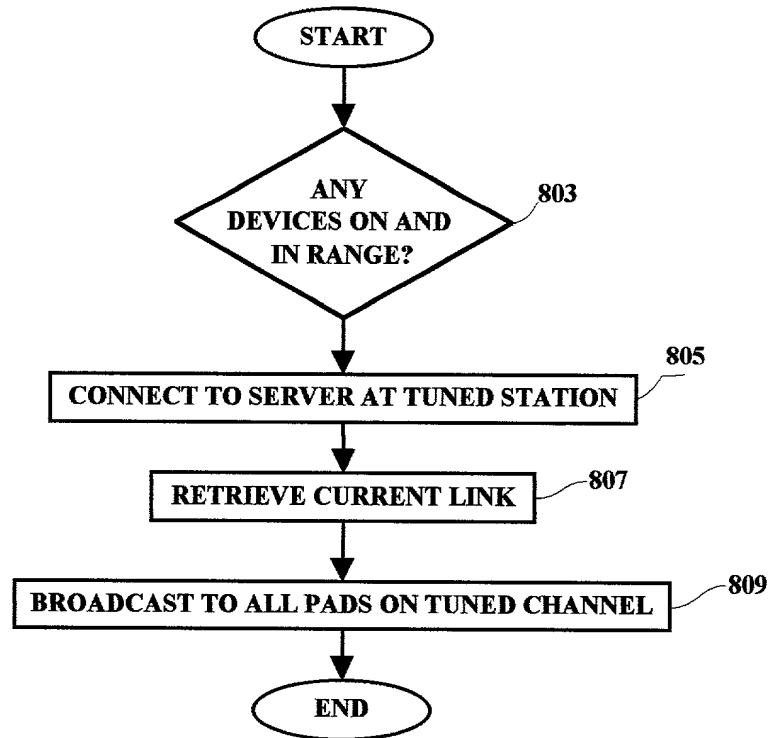 START
ANY
DEVICES ON AND
IN RANGE?
803
805
CONNECT TO SERVER AT TUNED STATION
RETRIEVE CURRENT LINK
807
BROADCAST TO ALL PADS ON TUNED CHANNEL
809
END